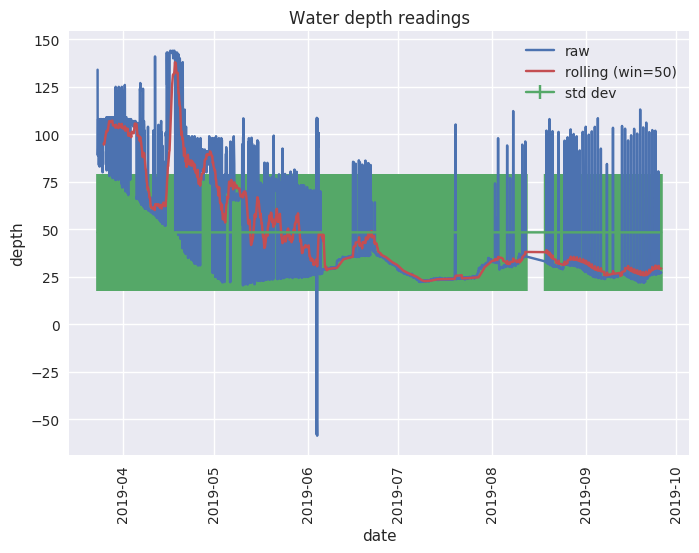 Water depth readings
raw
rolling (win=50)
std dev
150
125
100
75
50
25
0
−25
−50
depth
2019-04
2019-05
2019-06
2019-07
2019-08
2019-09
2019-10
date